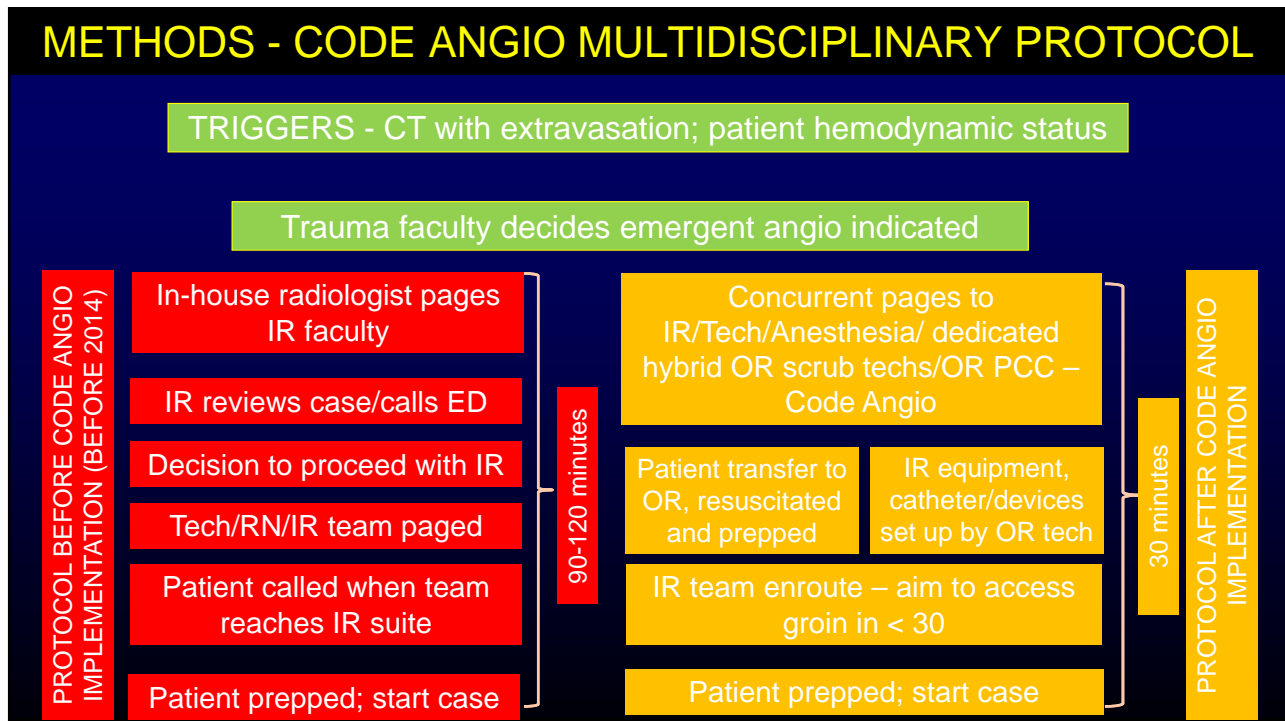 METHODS - CODE ANGIO MULTIDISCIPLINARY PROTOCOL
TRIGGERS - CT with extravasation; patient hemodynamic status
Trauma faculty decides emergent angio indicated
PROTOCOL BEFORE CODE ANGIO
IMPLEMENTATION (BEFORE 2014)
In-house radiologist pages
IR faculty
IR reviews case/calls ED
Decision to proceed with IR
Tech/RN/IR team paged
Patient called when team
reaches IR suite
Patient prepped; start case
90-120 minutes
Concurrent pages to
IR/Tech/Anesthesia/ dedicated
hybrid OR scrub techs/OR PCC –
Code Angio
Patient transfer to
OR, resuscitated
and prepped
IR equipment,
catheter/devices
set up by OR tech
IR team enroute – aim to access
groin in < 30
Patient prepped; start case
30 minutes
PROTOCOL AFTER CODE ANGIO
IMPLEMENTATION